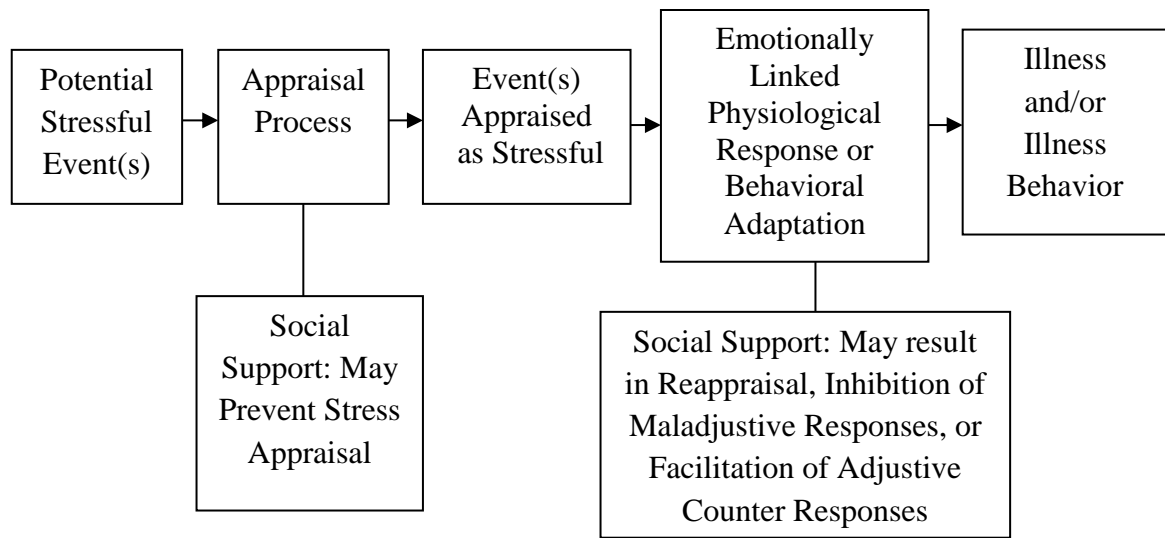 Potential
Stressful
Event(s)
Appraisal
Process
Event(s)
Appraised
as Stressful
Emotionally
Linked
Physiological
Response or
Behavioral
Adaptation
Illness
and/or
Illness
Behavior
Social
Support: May
Prevent Stress
Appraisal
Social Support: May result
in Reappraisal, Inhibition of
Maladjustive Responses, or
Facilitation of Adjustive
Counter Responses